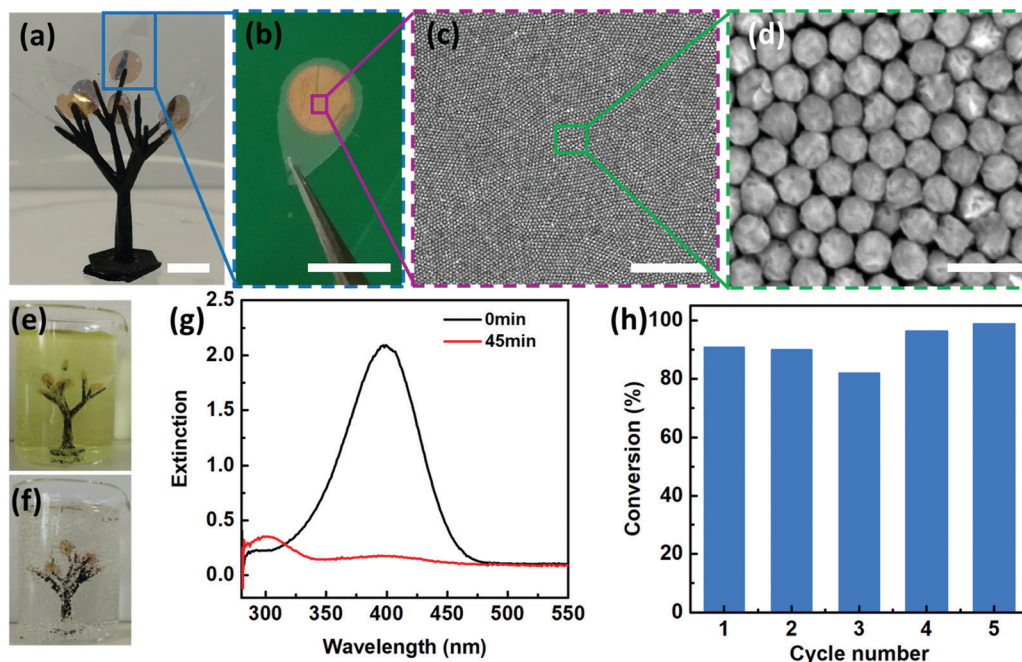 (a)
(b)
(c)
(d)
(e)
(f)
(g)
2.5
2.0
1.5
1.0
0.5
0.0
Extinction
0min
45min
300
350
400
450
500
550
Wavelength (nm)
(h)
100
80
60
40
20
0
Conversion (%)
1
2
3
4
5
Cycle number